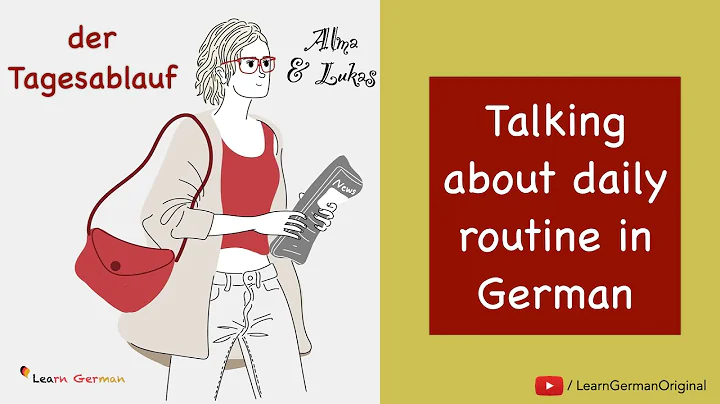 der
Tagesablauf
Alma
& Lukas
News
Learn German
Talking
about daily
routine in
German
/ LearnGermanOriginal